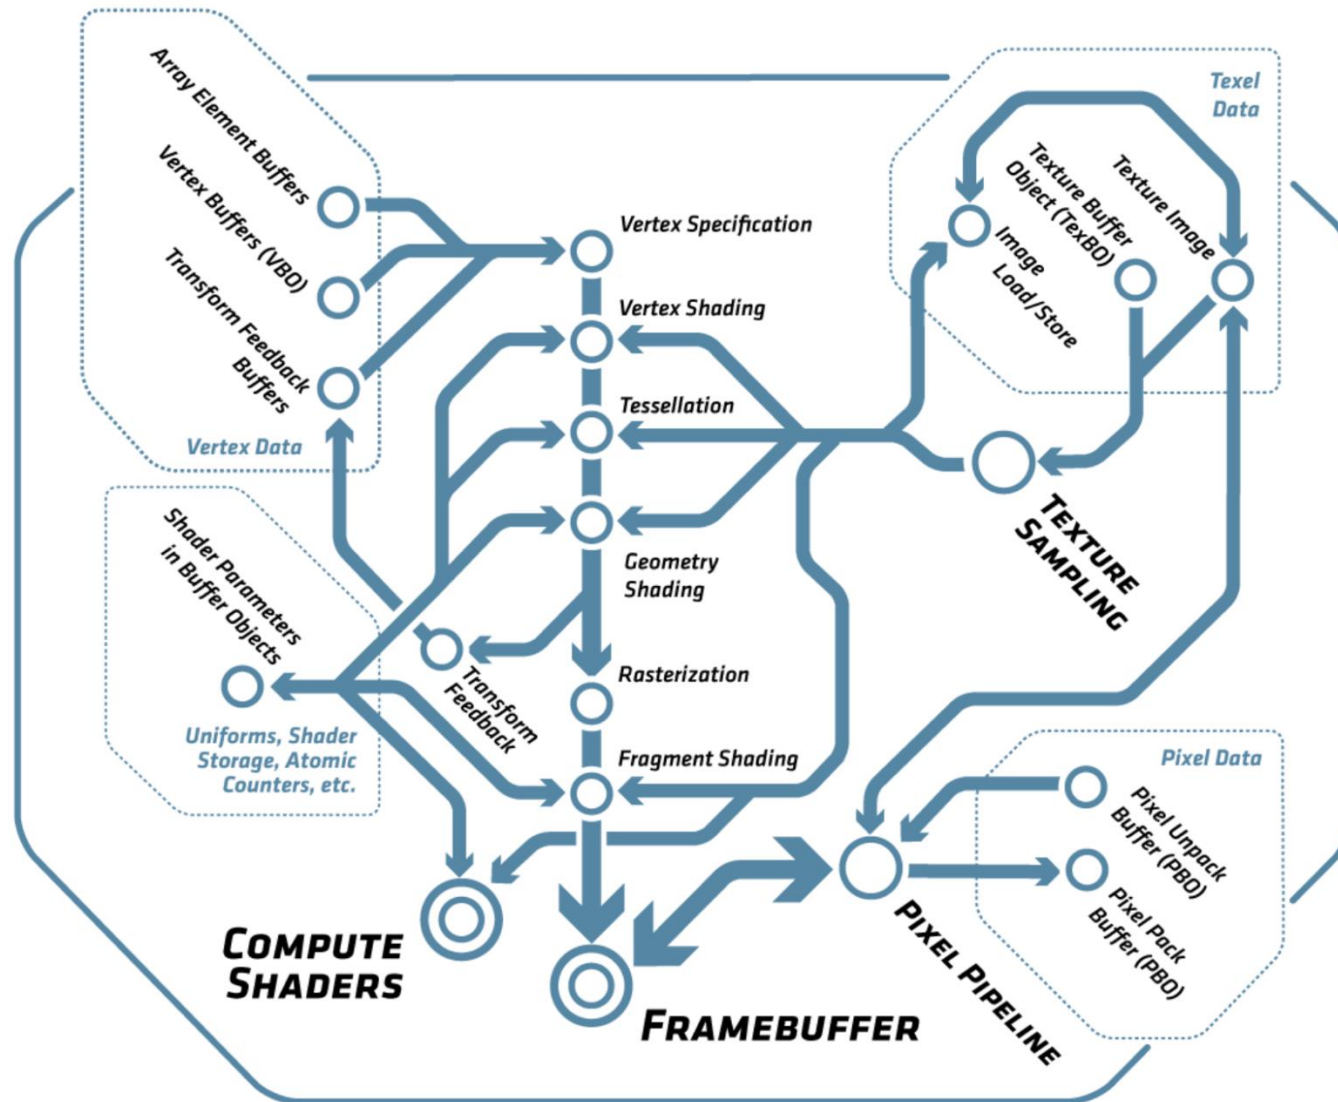 Array Element Buffers
Vertex Buffers (VBO)
Transform Feedback
Buffers
Vertex Data
Vertex Specification
Vertex Shading
Tessellation
Geometry
Shading
Rasterization
Fragment Shading
Texel
Data
Image
Load/Store
Texture Buffer
Object (TexBO)
Texture Image
Texture
Sampling
Shader Parameters
in Buffer Objects
Uniforms, Shader
Storage, Atomic
Counters, etc.
Transform
Feedback
Pixel Data
Pixel Unpack
Buffer (PBO)
Pixel Pack
Buffer (PBO)
Pixel Pipeline
Compute
Shaders
Framebuffer